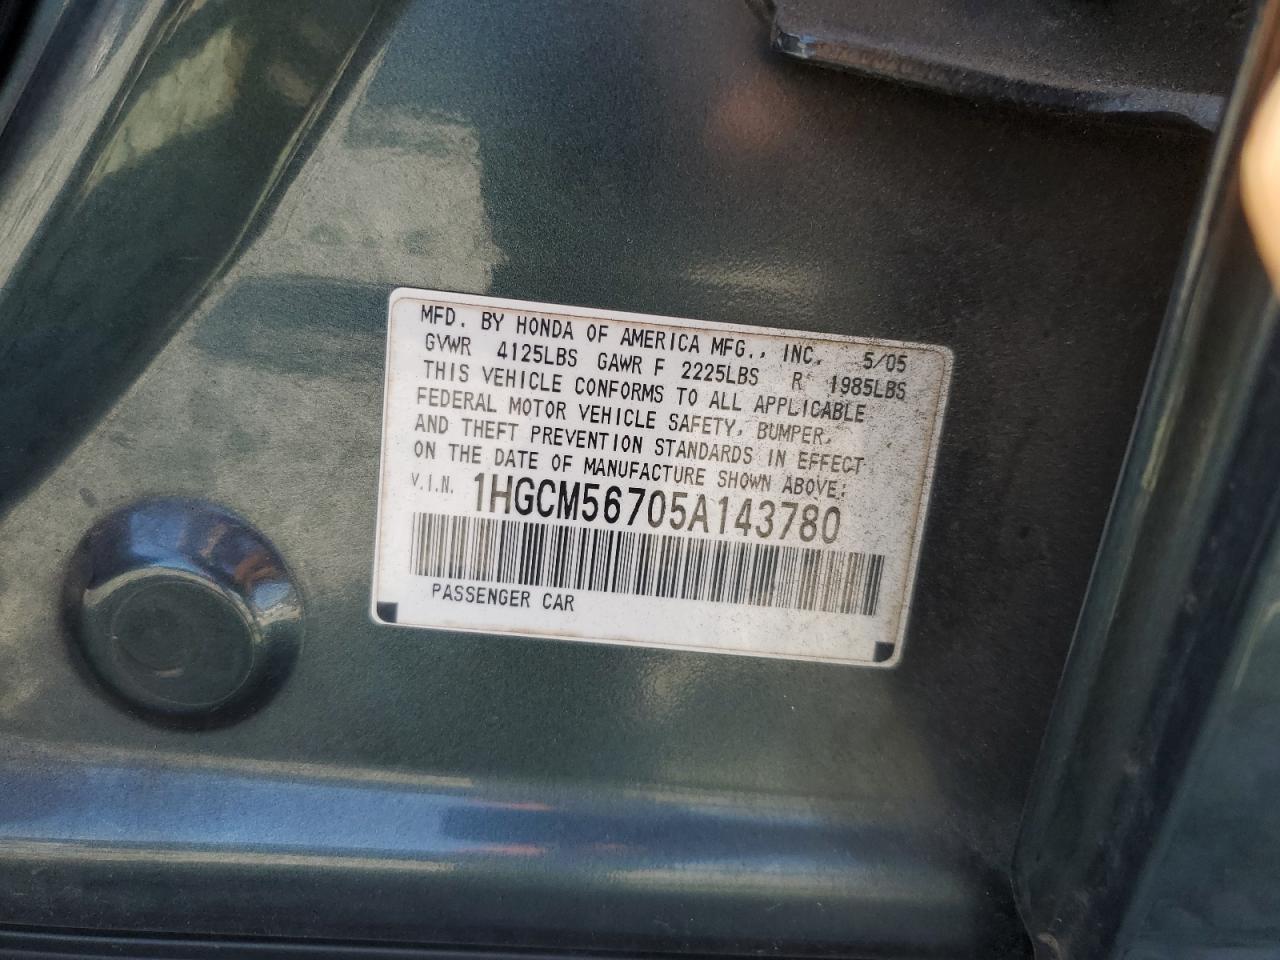 MFD. BY HONDA OF AMERICA MFG., INC. 5/05
GVWR 4125LBS GAWR F 2225LBS R 1985LBS
THIS VEHICLE CONFORMS TO ALL APPLICABLE
FEDERAL MOTOR VEHICLE SAFETY, BUMPER,
AND THEFT PREVENTION STANDARDS IN EFFECT
ON THE DATE OF MANUFACTURE SHOWN ABOVE.
V.I.N. 1HGCM56705A143780
PASSENGER CAR